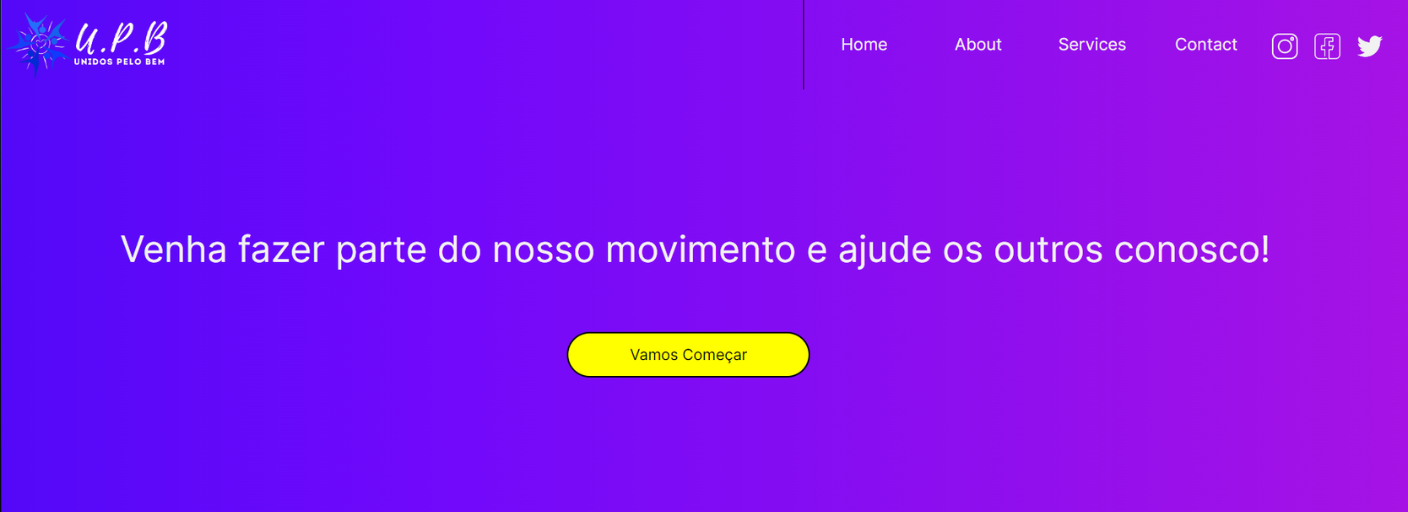 U.P.B
UNIDOS PELO BEM
Home About Services Contact
Venha fazer parte do nosso movimento e ajude os outros conosco!
Vamos Começar